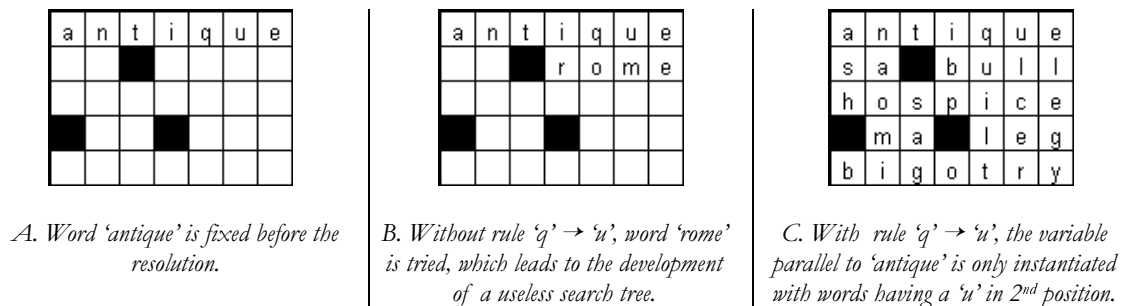 a n t i q u e
a n t i q u e
r o m e
a n t i q u e
s a b u l l
h o s p i c e
m a l e g
b i g o t r y
A. Word ‘antique’ is fixed before the
resolution.
B. Without rule ‘q’ → ‘u’, word ‘rome’
is tried, which leads to the development
of a useless search tree.
C. With rule ‘q’ → ‘u’, the variable
parallel to ‘antique’ is only instantiated
with words having a ‘u’ in 2nd position.